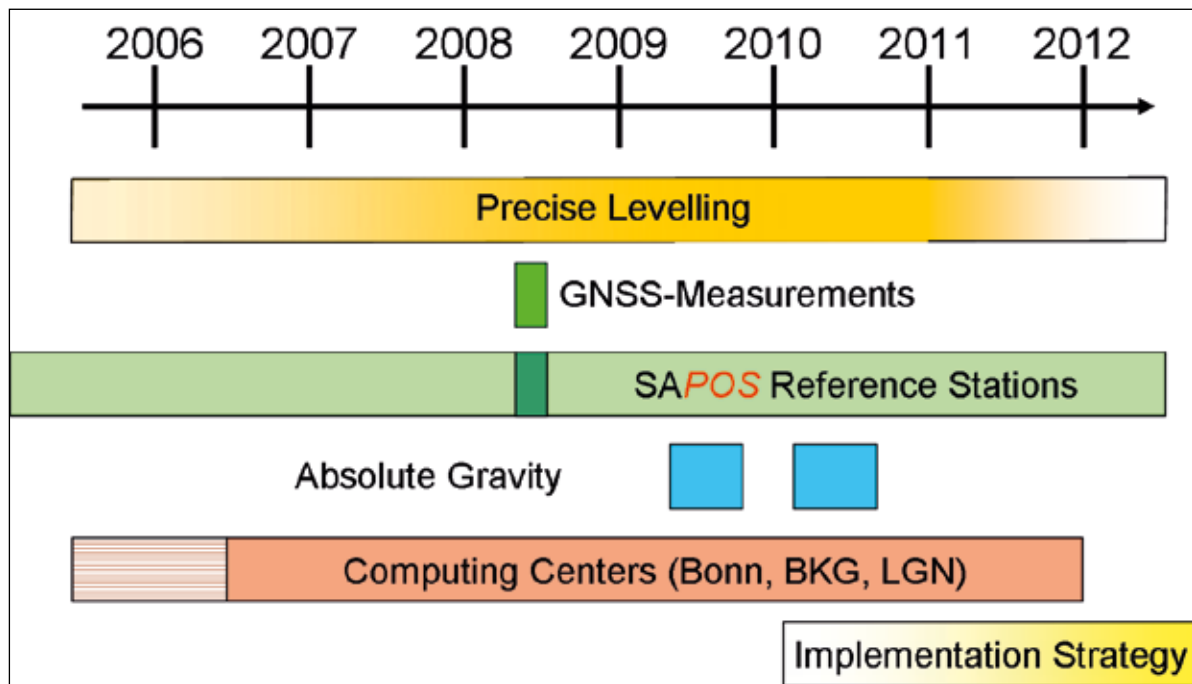 2006 2007 2008 2009 2010 2011 2012
Precise Levelling
GNSS-Measurements
SAPOS Reference Stations
Absolute Gravity
Computing Centers (Bonn, BKG, LGN)
Implementation Strategy